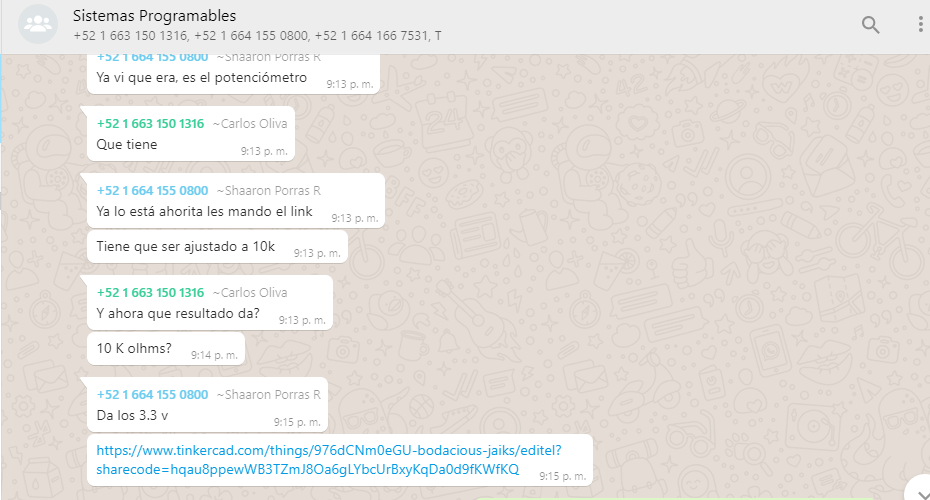 Sistemas Programables
+52 1 663 150 1316, +52 1 664 155 0800, +52 1 664 166 7531, T
+52 1 664 155 0800 ~Shaaron Porras R
Ya vi que era, es el potenciómetro 9:13 p. m.
+52 1 663 150 1316 ~Carlos Oliva
Que tiene 9:13 p. m.
+52 1 664 155 0800 ~Shaaron Porras R
Ya lo está ahorita les mando el link 9:13 p. m.
Tiene que ser ajustado a 10k 9:13 p. m.
+52 1 663 150 1316 ~Carlos Oliva
Y ahora que resultado da? 9:13 p. m.
10 K olhms? 9:14 p. m.
+52 1 664 155 0800 ~Shaaron Porras R
Da los 3.3 v 9:15 p. m.
https://www.tinkercad.com/things/976dCNm0eGU-bodacious-jaiks/editel?
sharecode=hqau8ppewWB3TZmJ8Oa6gLYbcUrBxyKqDa0d9fKWfKQ 9:15 p. m.